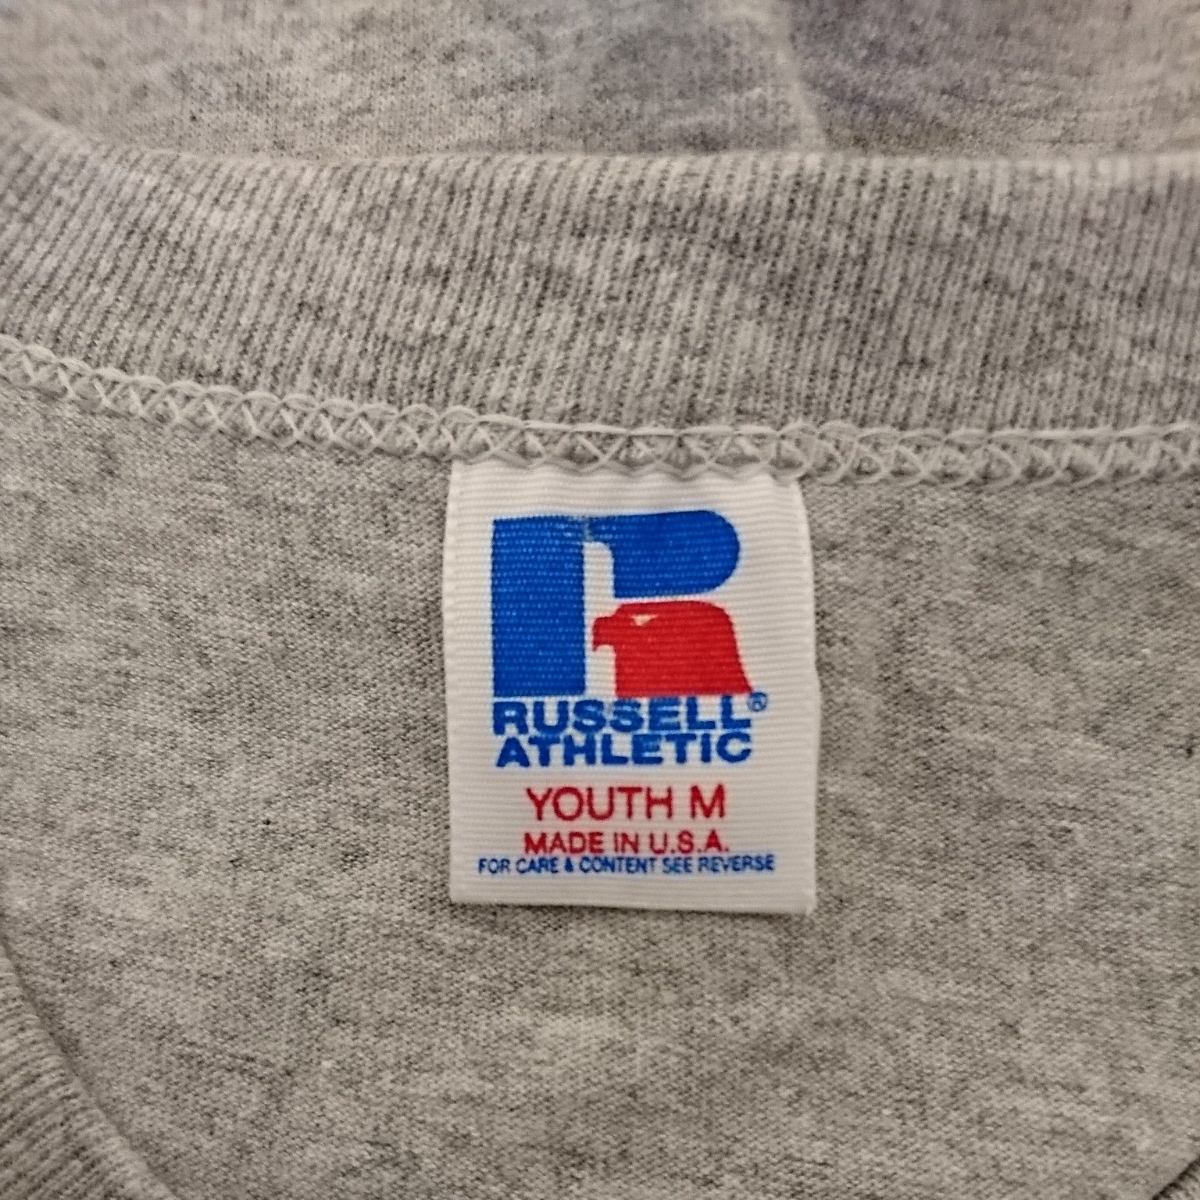 RUSSELL®
ATHLETIC
YOUTH M
MADE IN U.S.A.
FOR CARE & CONTENT SEE REVERSE